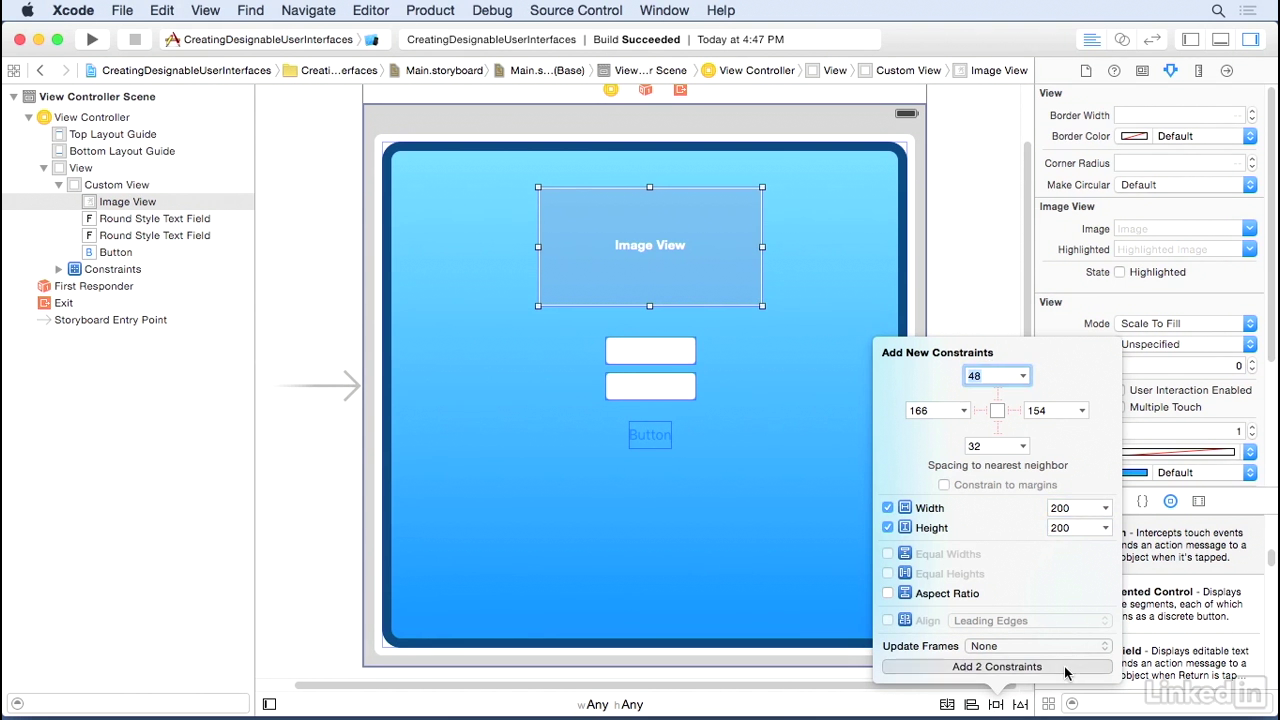 Xcode File Edit View Find Navigate Editor Product Debug Source Control Window Help
CreatingDesignableUserInterfaces CreatingDesignableUserInterfaces | Build Succeeded | Today at 4:47 PM
CreatingDesignableUserInterfaces Creati...erfaces Main.storyboard Main.s...(Base) View...r Scene View Controller View Custom View Image View
View Controller Scene
View Controller
Top Layout Guide
Bottom Layout Guide
View
Custom View
Image View
F Round Style Text Field
F Round Style Text Field
B Button
Constraints
First Responder
Exit
Storyboard Entry Point
Image View
Button
wAny hAny
Add New Constraints
48
166 154
32
Spacing to nearest neighbor
Constrain to margins
Width 200
Height 200
Equal Widths
Equal Heights
Aspect Ratio
Align Leading Edges
Update Frames None
Add 2 Constraints
View
Border Width
Border Color Default
Corner Radius
Make Circular Default
Image View
Image Image
Highlighted Highlighted Image
State Highlighted
View
Mode Scale To Fill
Unspecified
0
User Interaction Enabled
Multiple Touch
1
Default
{ }
n - Intercepts touch events
nds an action message to a
object when it's tapped.
ented Control - Displays
e segments, each of which
ons as a discrete button.
ield - Displays editable text
nds an action message to a
object when Return is tap...
Linked in